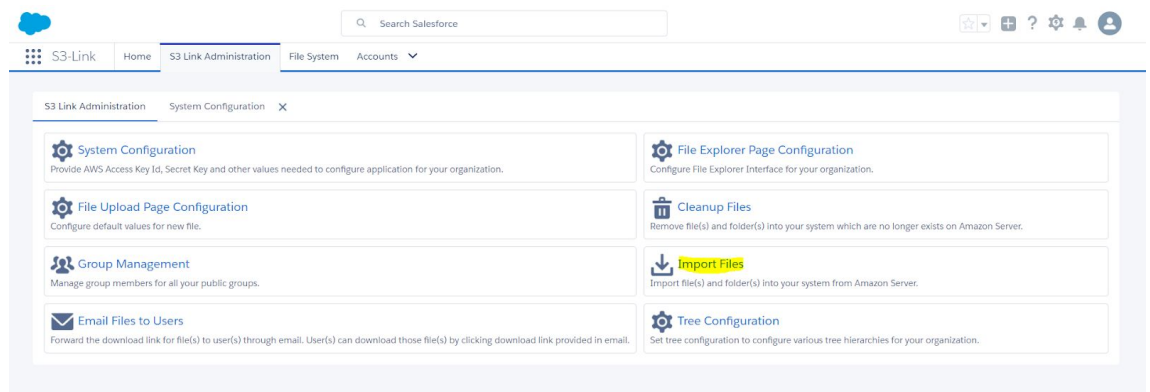 Search Salesforce
S3-Link
Home
S3 Link Administration
File System
Accounts
S3 Link Administration
System Configuration
System Configuration
Provide AWS Access Key Id, Secret Key and other values needed to configure application for your organization.
File Explorer Page Configuration
Configure File Explorer Interface for your organization.
File Upload Page Configuration
Configure default values for new file.
Cleanup Files
Remove file(s) and folder(s) into your system which are no longer exists on Amazon Server.
Group Management
Manage group members for all your public groups.
Import Files
Import file(s) and folder(s) into your system from Amazon Server.
Email Files to Users
Forward the download link for file(s) to user(s) through email. User(s) can download those file(s) by clicking download link provided in email.
Tree Configuration
Set tree configuration to configure various tree hierarchies for your organization.